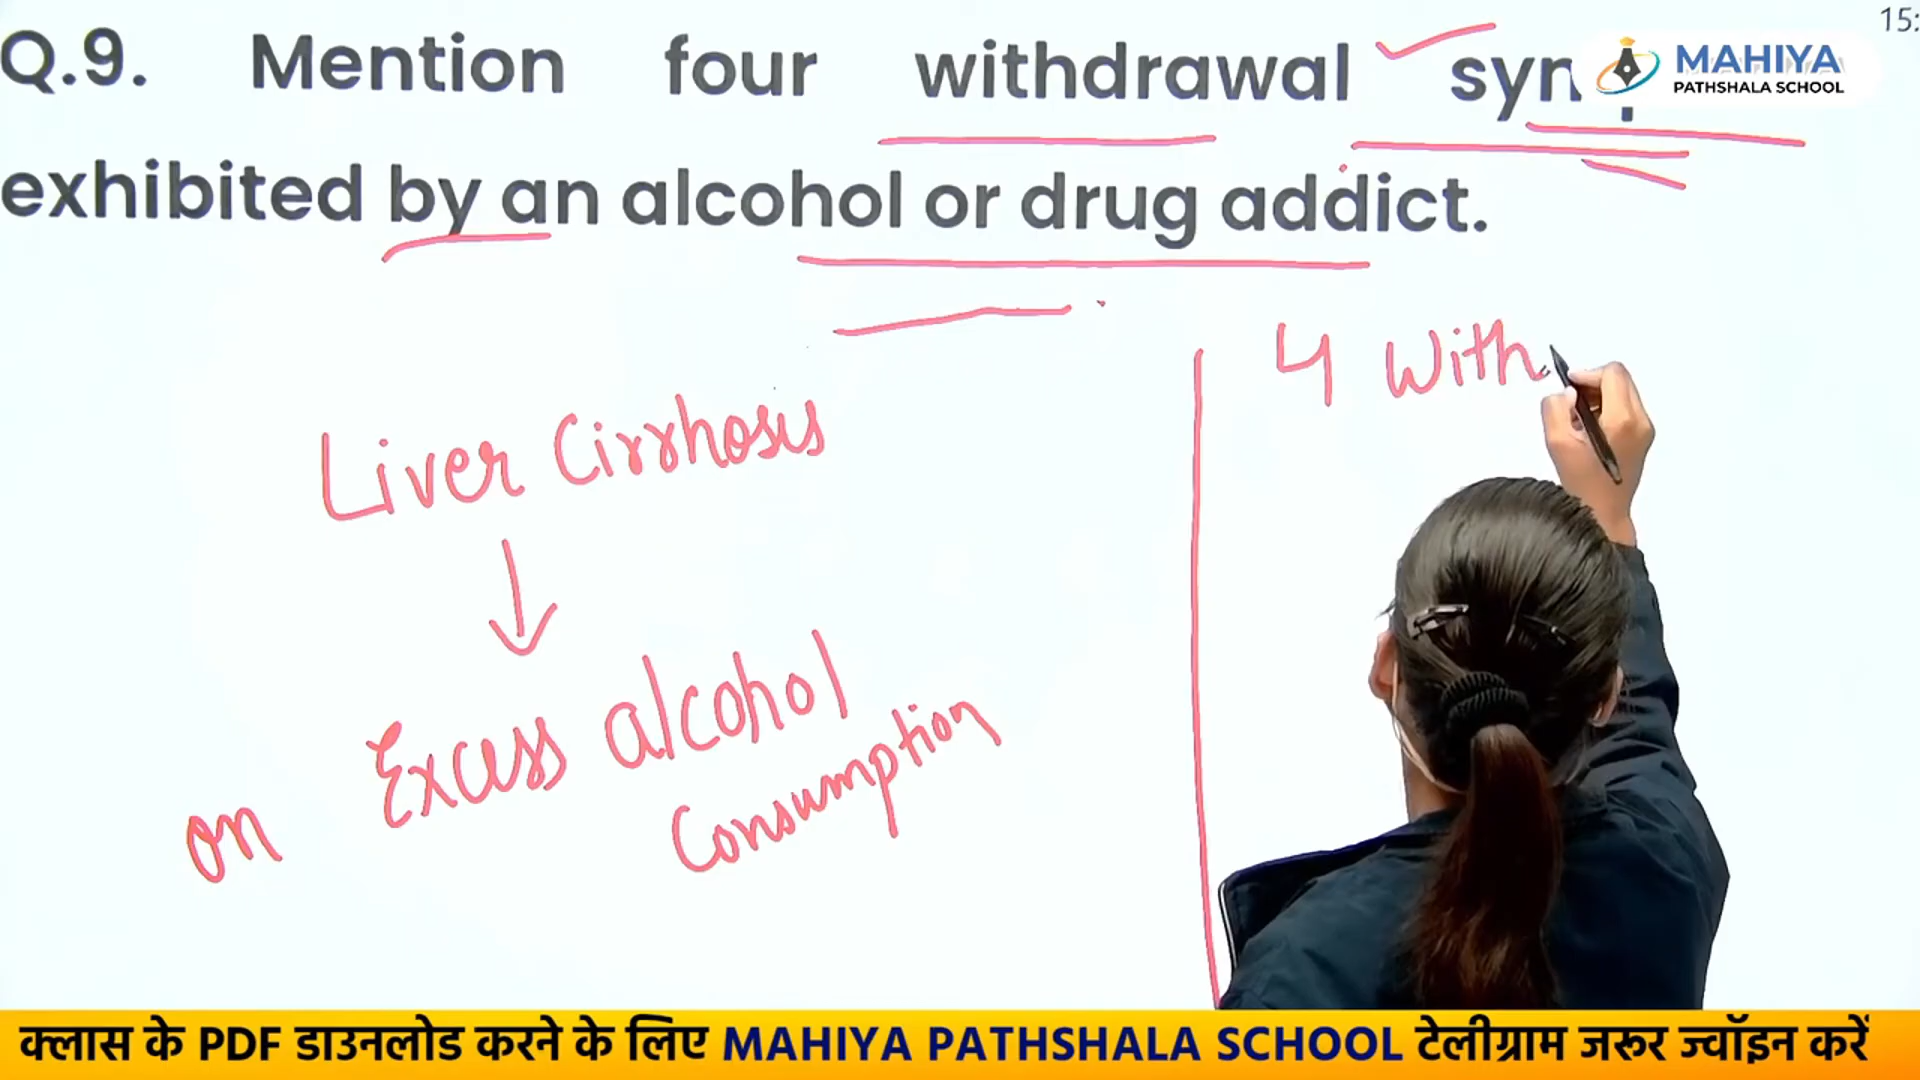 15:
Q.9. Mention four withdrawal
MAHIYA
PATHSHALA SCHOOL
exhibited by an alcohol or drug addict.
4 With
Liver Cirrhosis
Excess alcohol
Consumption
on
क्लास के PDF डाउनलोड करने के लिए MAHIYA PATHSHALA SCHOOL टेलीग्राम जरूर ज्वॉइन करें